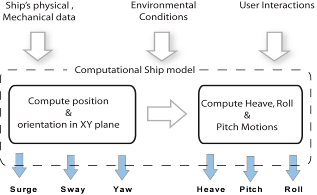 Ship's physical,
Mechanical data
Environmental
Conditions
User Interactions
Computational Ship model
Compute position
&
orientation in XY plane
Compute Heave, Roll
&
Pitch Motions
Surge
Sway
Yaw
Heave
Pitch
Roll